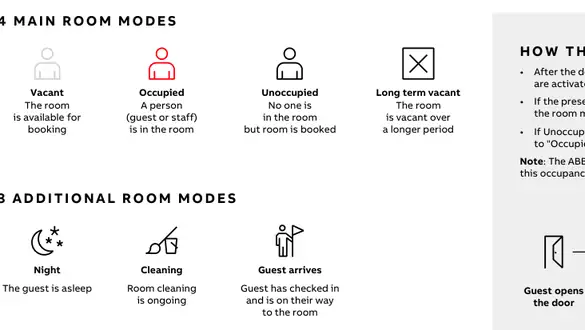 4 MAIN ROOM MODES
Vacant
The room
is available for
booking
Occupied
A person
(guest or staff)
is in the room
Unoccupied
No one is
in the room
but room is booked
Long term vacant
The room
is vacant over
a longer period
3 ADDITIONAL ROOM MODES
Night
The guest is asleep
Cleaning
Room cleaning
is ongoing
Guest arrives
Guest has checked in
and is on their way
to the room
HOW TH
• After the d
are activat
• If the prese
the room m
• If Unoccup
to "Occupi
Note: The ABB
this occupanc
Guest opens
the door